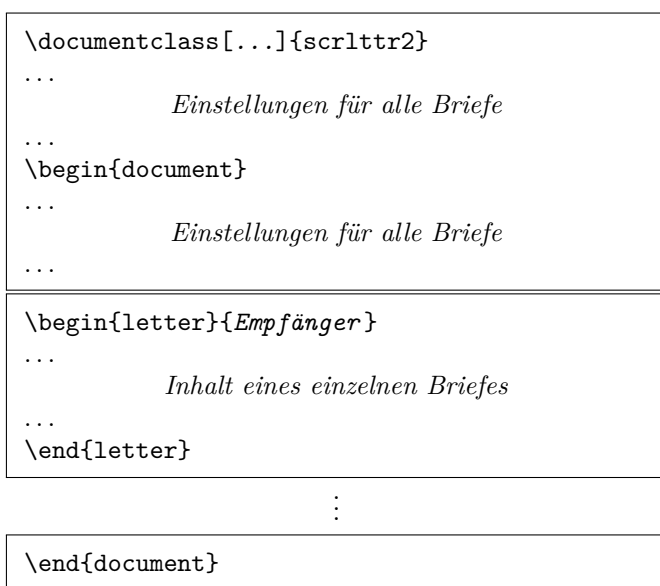 \documentclass[...]{scrlttr2}
...
Einstellungen für alle Briefe
...
\begin{document}
...
Einstellungen für alle Briefe
...
\begin{letter}{Empfänger}
...
Inhalt eines einzelnen Briefes
...
\end{letter}
⋮
\end{document}